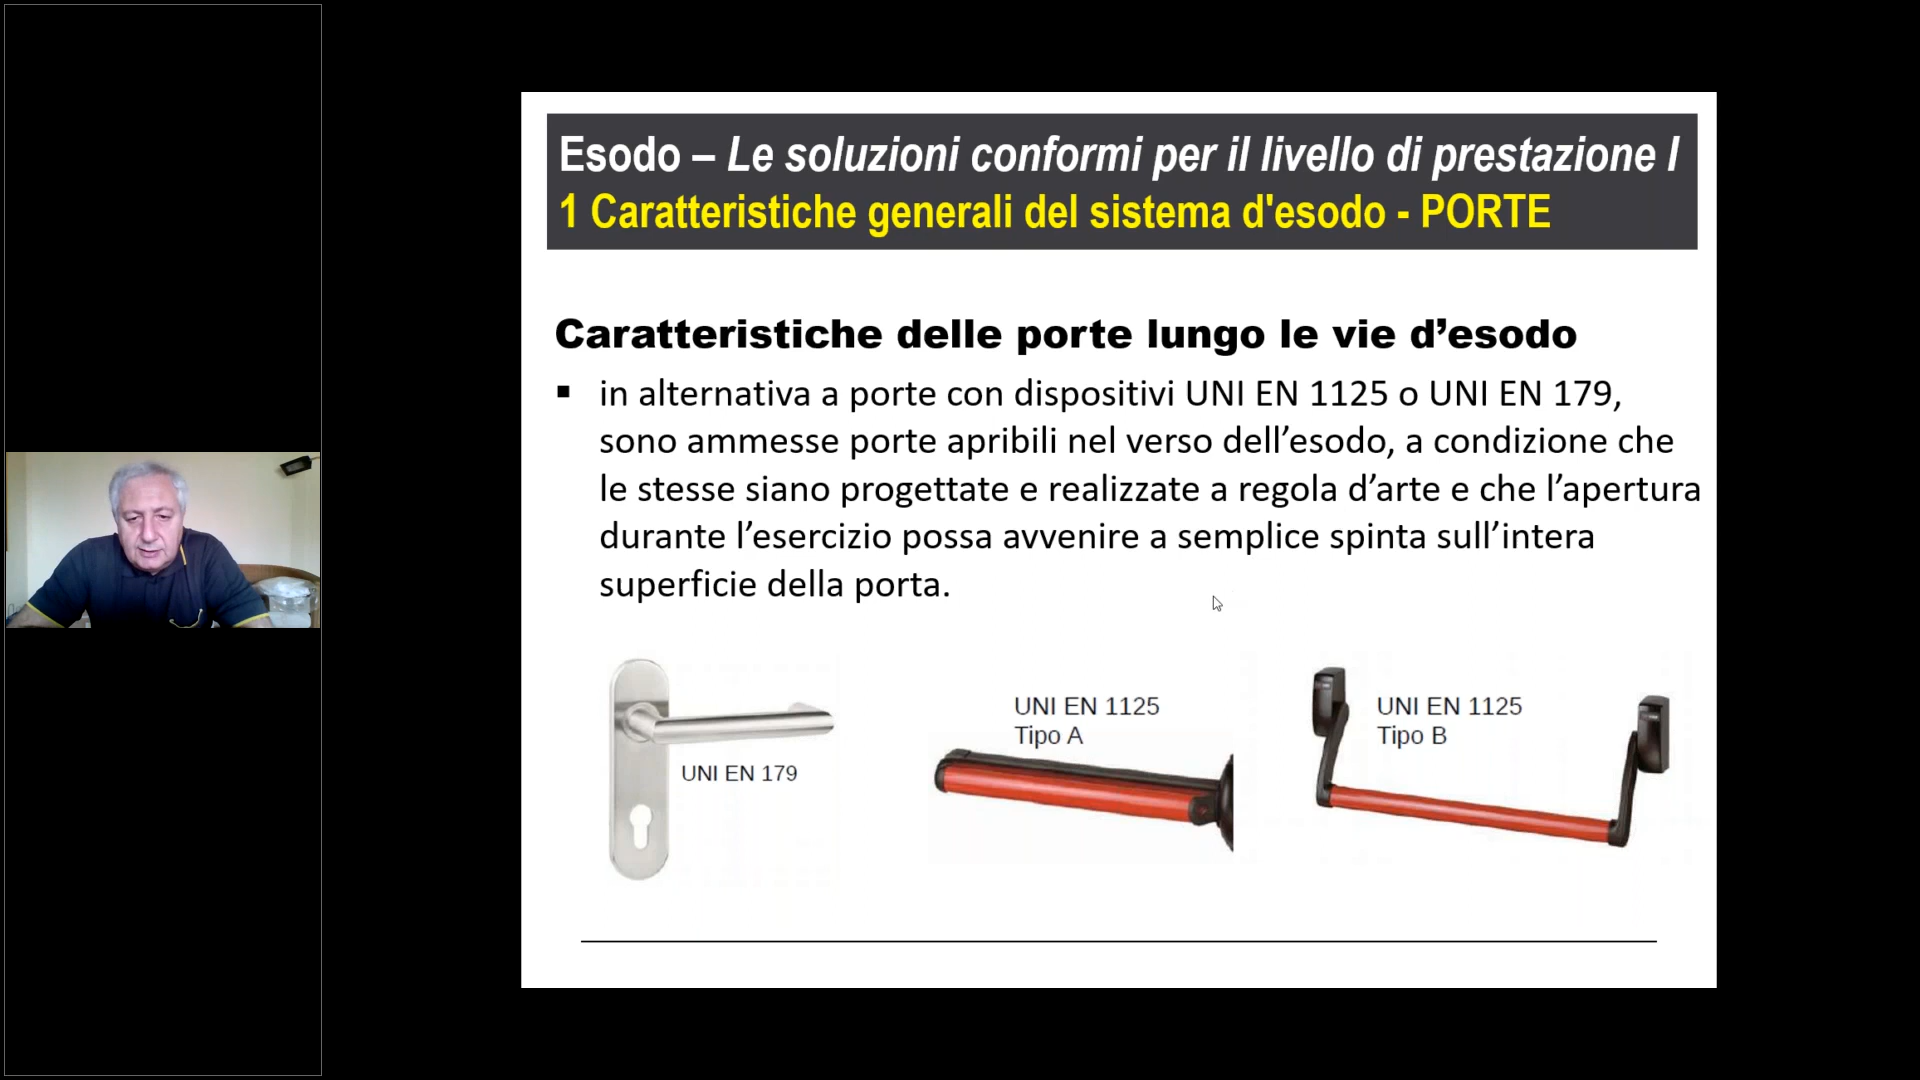 Esodo – Le soluzioni conformi per il livello di prestazione I
1 Caratteristiche generali del sistema d'esodo - PORTE
Caratteristiche delle porte lungo le vie d’esodo
▪ in alternativa a porte con dispositivi UNI EN 1125 o UNI EN 179,
sono ammesse porte apribili nel verso dell’esodo, a condizione che
le stesse siano progettate e realizzate a regola d’arte e che l’apertura
durante l’esercizio possa avvenire a semplice spinta sull’intera
superficie della porta.
UNI EN 179
UNI EN 1125
Tipo A
UNI EN 1125
Tipo B